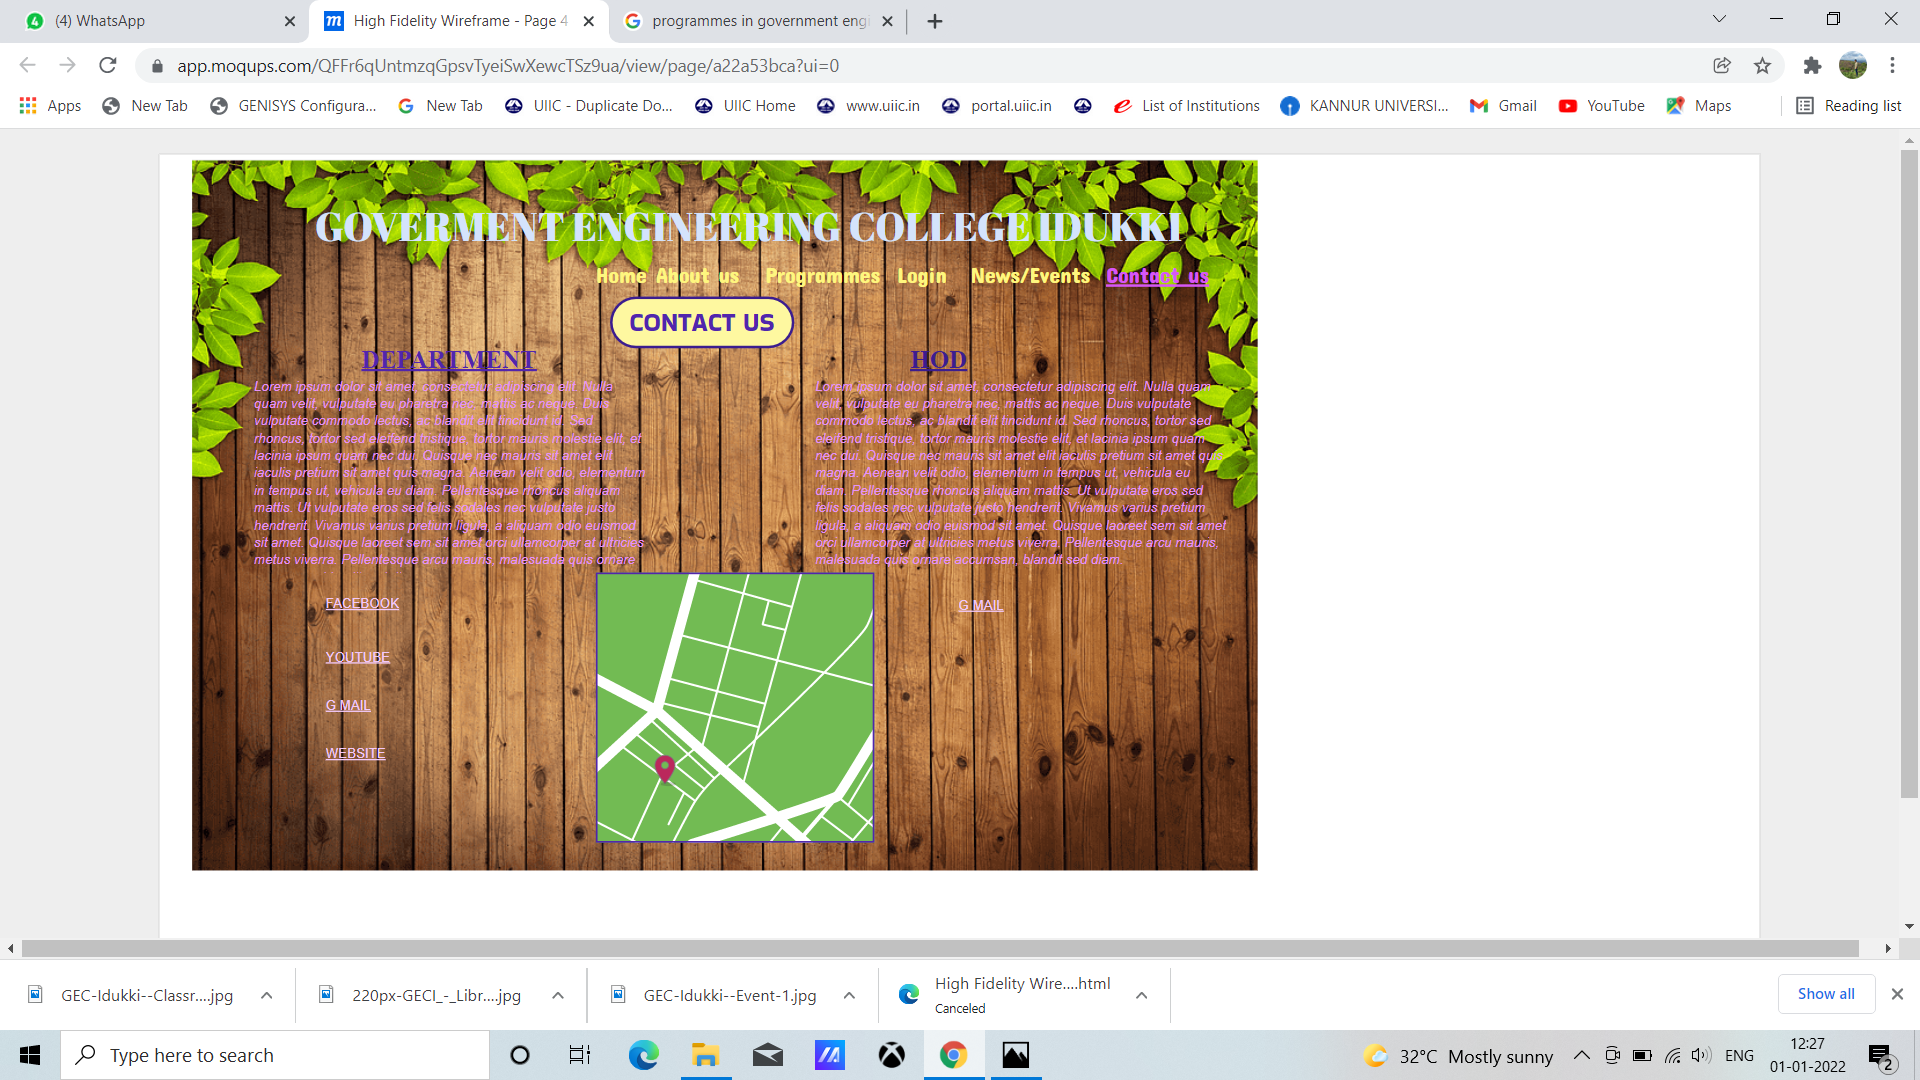 (4) WhatsApp
High Fidelity Wireframe - Page 4
programmes in government engi
app.moqups.com/QFFr6qUntmzqGpsvTyeiSwXewcTSz9ua/view/page/a22a53bca?ui=0
Apps New Tab GENISYS Configura... New Tab UIIC - Duplicate Do... UIIC Home www.uiic.in portal.uiic.in List of Institutions KANNUR UNIVERSI... Gmail YouTube Maps Reading list
GOVERMENT ENGINEERING COLLEGE IDUKKI
Home About us Programmes Login News/Events Contact us
CONTACT US
DEPARTMENT
Lorem ipsum dolor sit amet, consectetur adipiscing elit. Nulla
quam velit, vulputate eu pharetra nec, mattis ac neque. Duis
vulputate commodo lectus, ac blandit elit tincidunt id. Sed
rhoncus, tortor sed eleifend tristique, tortor mauris molestie elit, et
lacinia ipsum quam nec dui. Quisque nec mauris sit amet elit
iaculis pretium sit amet quis magna. Aenean velit odio, elementum
in tempus ut, vehicula eu diam. Pellentesque rhoncus aliquam
mattis. Ut vulputate eros sed felis sodales nec vulputate justo
hendrerit. Vivamus varius pretium ligula, a aliquam odio euismod
sit amet. Quisque laoreet sem sit amet orci ullamcorper at ultricies
metus viverra. Pellentesque arcu mauris, malesuada quis ornare
HOD
Lorem ipsum dolor sit amet, consectetur adipiscing elit. Nulla quam
velit, vulputate eu pharetra nec, mattis ac neque. Duis vulputate
commodo lectus, ac blandit elit tincidunt id. Sed rhoncus, tortor sed
eleifend tristique, tortor mauris molestie elit, et lacinia ipsum quam
nec dui. Quisque nec mauris sit amet elit iaculis pretium sit amet quis
magna. Aenean velit odio, elementum in tempus ut, vehicula eu
diam. Pellentesque rhoncus aliquam mattis. Ut vulputate eros sed
felis sodales nec vulputate justo hendrerit. Vivamus varius pretium
ligula, a aliquam odio euismod sit amet. Quisque laoreet sem sit amet
orci ullamcorper at ultricies metus viverra. Pellentesque arcu mauris,
malesuada quis ornare accumsan, blandit sed diam.
FACEBOOK
YOUTUBE
G MAIL
WEBSITE
G MAIL
GEC-Idukki--Classr....jpg
220px-GECI_-_Libr....jpg
GEC-Idukki--Event-1.jpg
High Fidelity Wire....html
Canceled
Show all
Type here to search
32°C Mostly sunny
ENG
12:27
01-01-2022
2